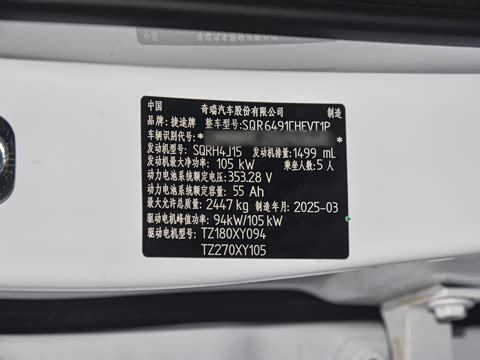 中国 奇瑞汽车股份有限公司 制造
品牌: 捷途牌 整车型号: SQR6491CHEVT1P
车辆识别代号: * *
发动机型号: SQRH4J15 发动机排量: 1499 mL
发动机最大净功率: 105 kW 乘坐人数: 5 人
动力电池系统额定电压: 353.28 V
动力电池系统额定容量: 55 Ah
最大允许总质量: 2447 kg 制造年月: 2025-03
驱动电机峰值功率: 94kW/105 kW
驱动电机型号: TZ180XY094
TZ270XY105